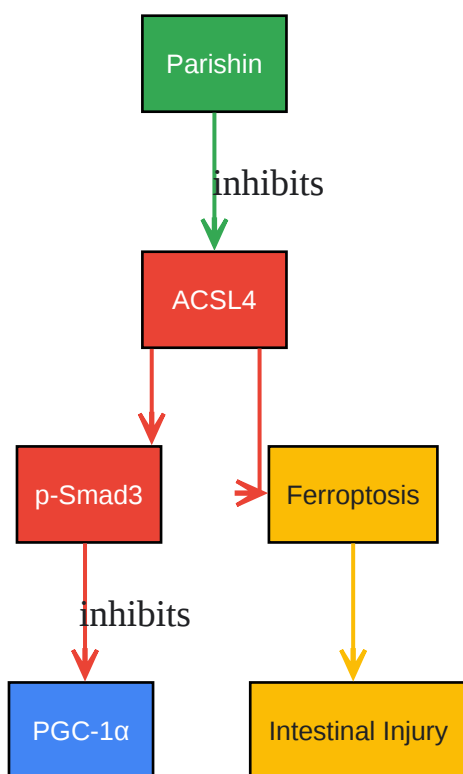 Parishin
inhibits
ACSL4
p-Smad3
Ferroptosis
inhibits
PGC-1α
Intestinal Injury